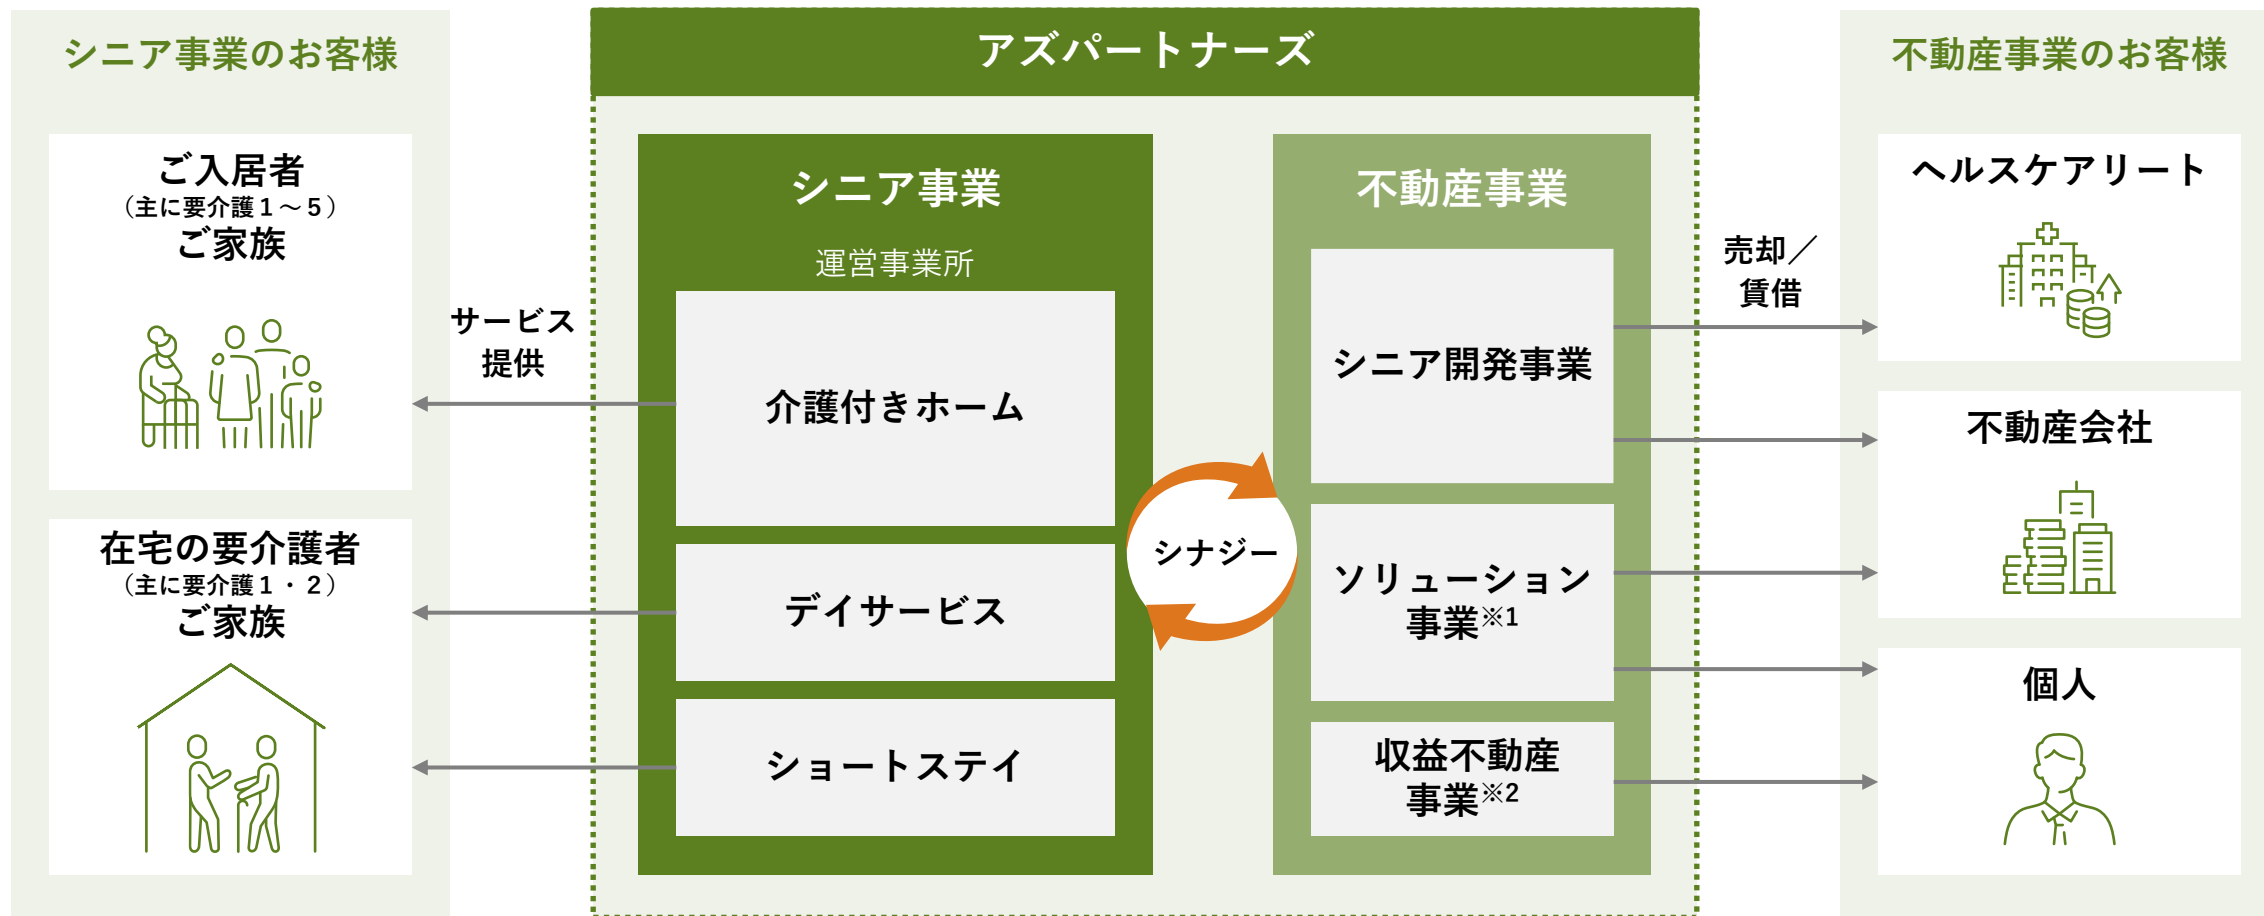 シニア事業のお客様
ご入居者
（主に要介護１～５）
ご家族
在宅の要介護者
（主に要介護１・２）
ご家族
サービス
提供
アズパートナーズ
シニア事業
運営事業所
介護付きホーム
デイサービス
ショートステイ
シナジー
不動産事業
シニア開発事業
ソリューション
事業※1
収益不動産
事業※2
売却／
賃借
不動産事業のお客様
ヘルスケアリート
不動産会社
個人